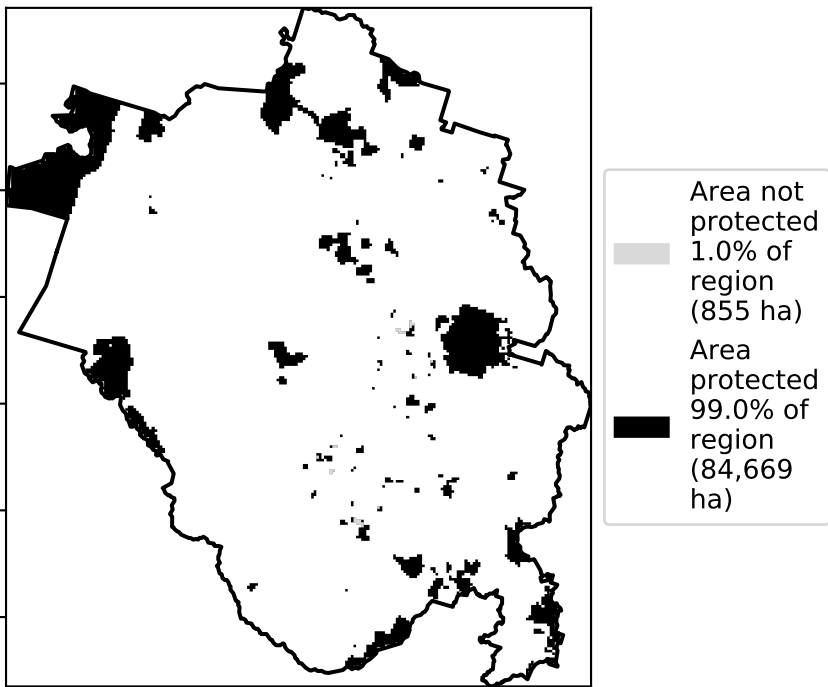 Area not
protected
1.0% of
region
(855 ha)
Area
protected
99.0% of
region
(84,669
ha)